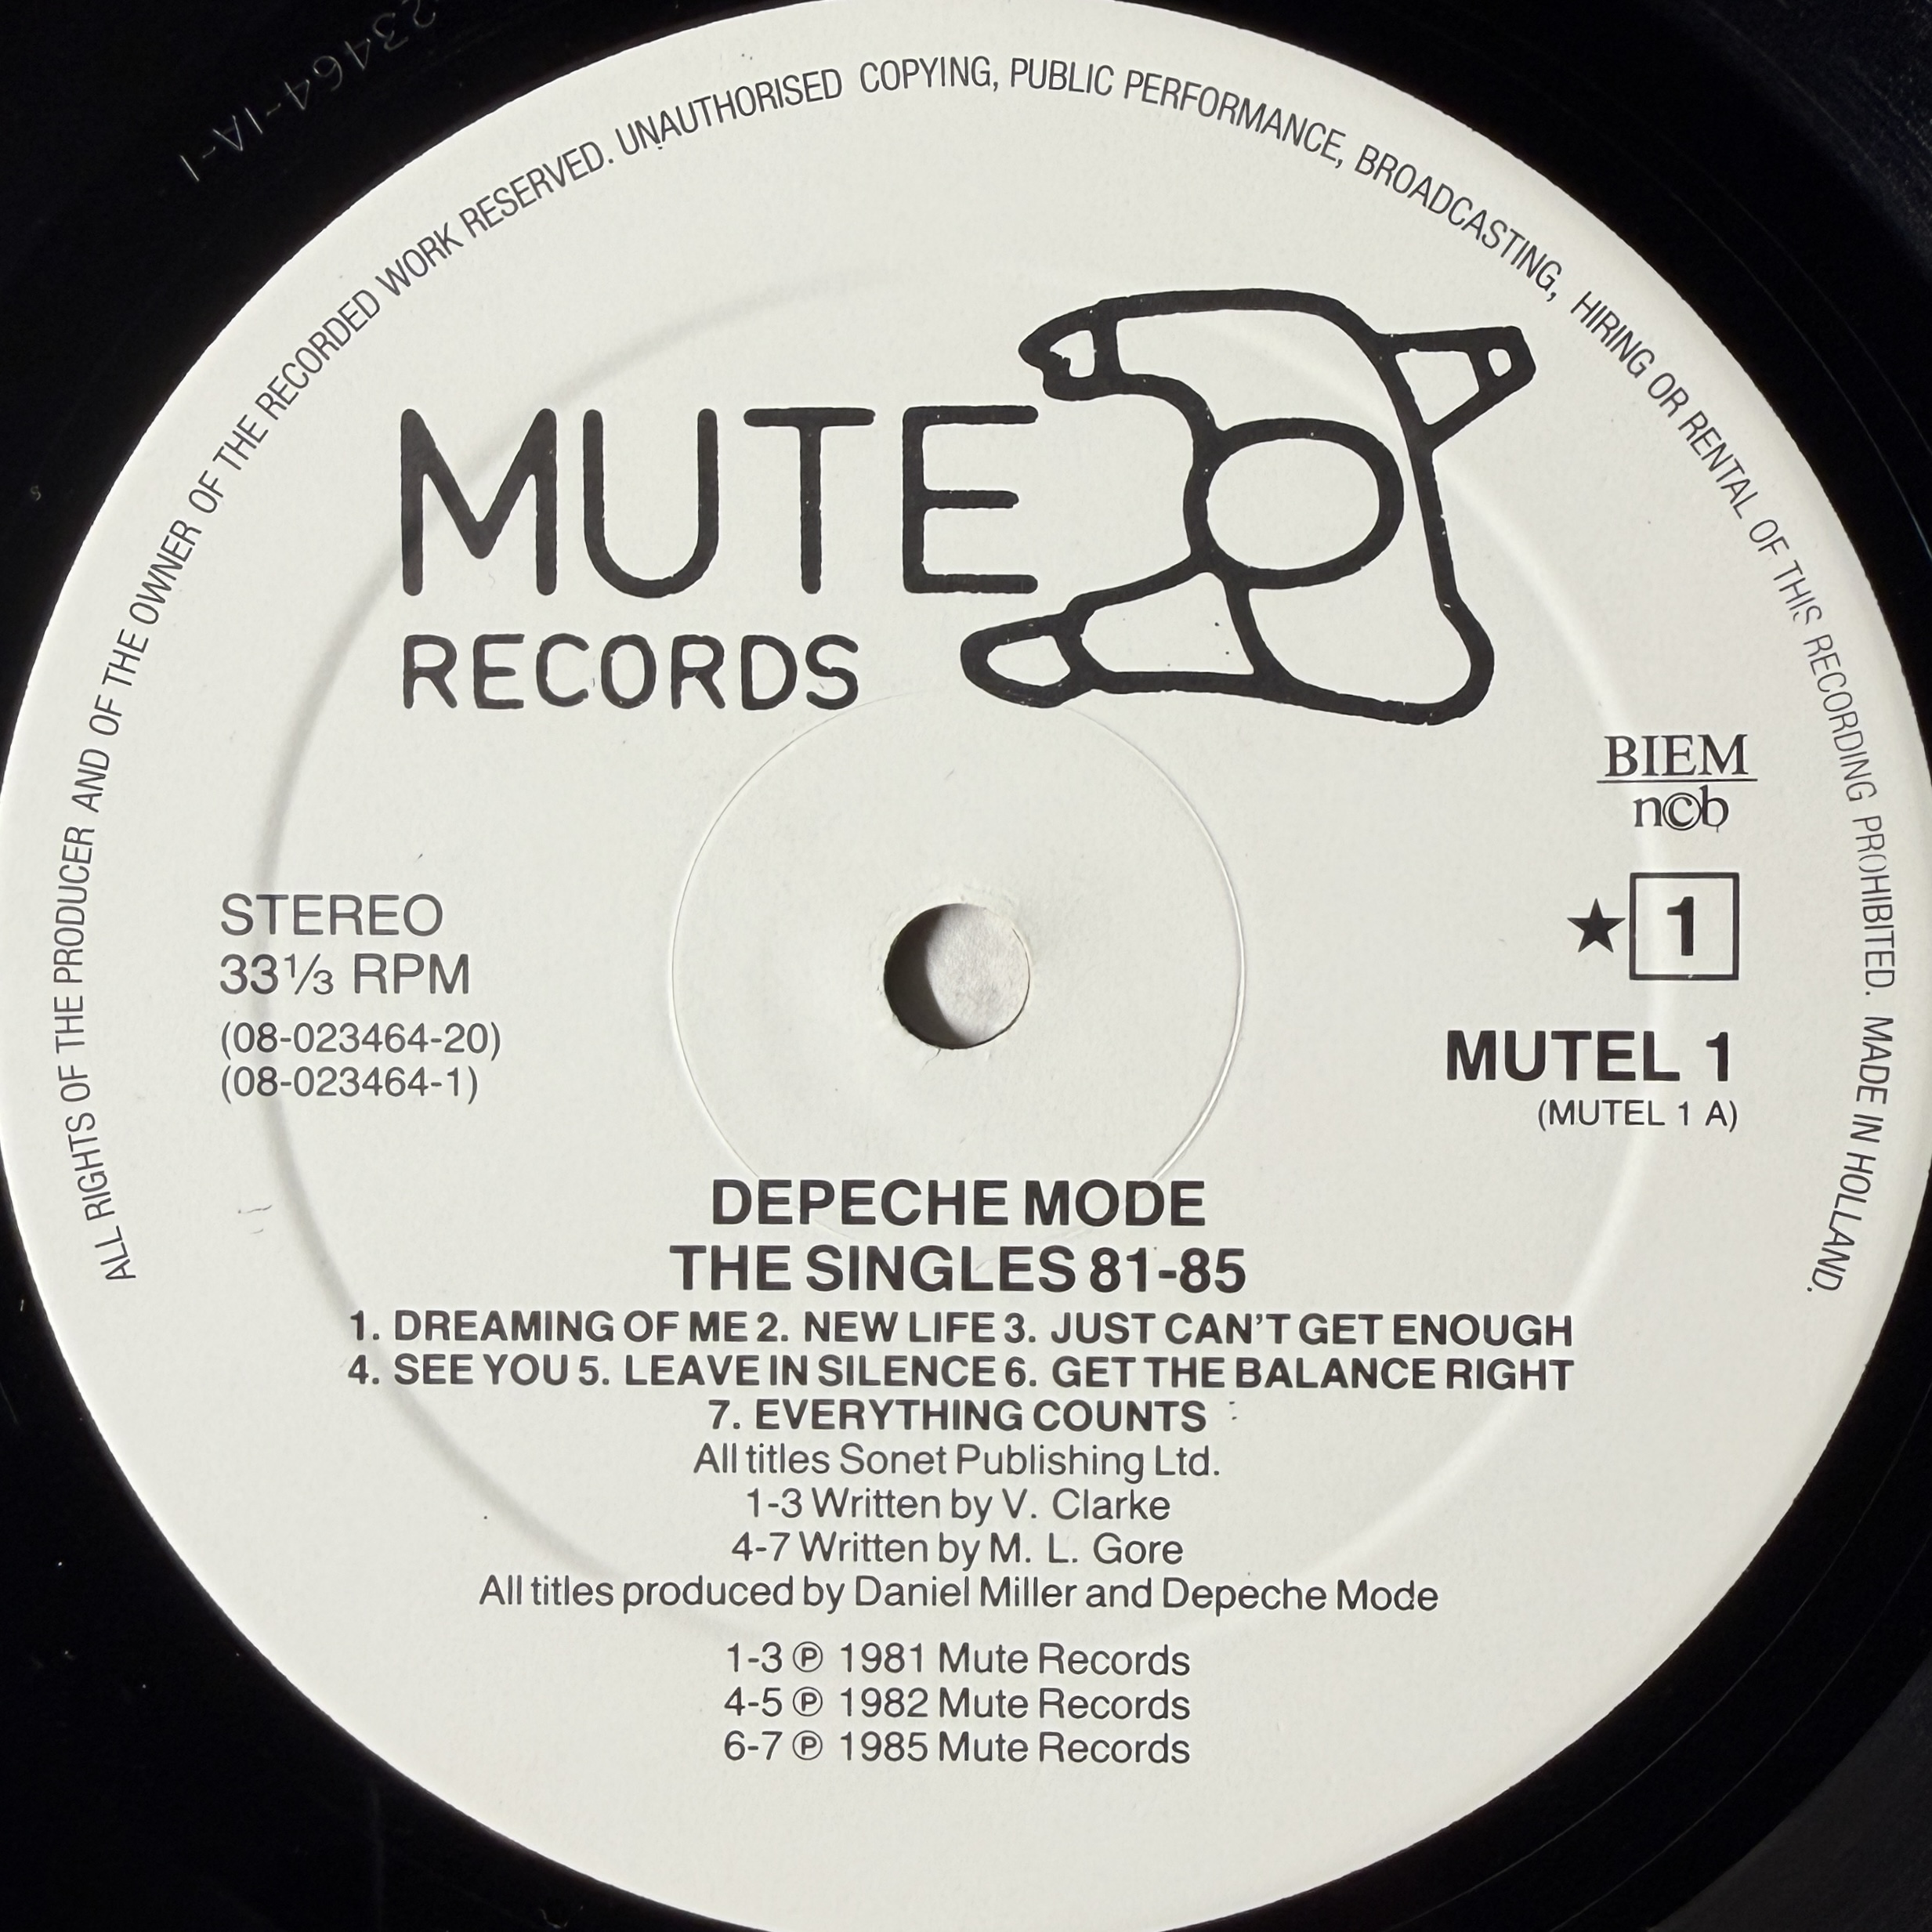 23464-1A-1
ALL RIGHTS OF THE PRODUCER AND OF THE OWNER OF THE RECORDED WORK RESERVED. UNAUTHORISED COPYING, PUBLIC PERFORMANCE, BROADCASTING, HIRING OR RENTAL OF THIS RECORDING PROHIBITED. MADE IN HOLLAND.
MUTE
RECORDS
BIEM
n©b
STEREO
33⅓ RPM
(08-023464-20)
(08-023464-1)
★ 1
MUTEL 1
(MUTEL 1 A)
DEPECHE MODE
THE SINGLES 81-85
1. DREAMING OF ME 2. NEW LIFE 3. JUST CAN'T GET ENOUGH
4. SEE YOU 5. LEAVE IN SILENCE 6. GET THE BALANCE RIGHT
7. EVERYTHING COUNTS
All titles Sonet Publishing Ltd.
1-3 Written by V. Clarke
4-7 Written by M. L. Gore
All titles produced by Daniel Miller and Depeche Mode
1-3 ℗ 1981 Mute Records
4-5 ℗ 1982 Mute Records
6-7 ℗ 1985 Mute Records